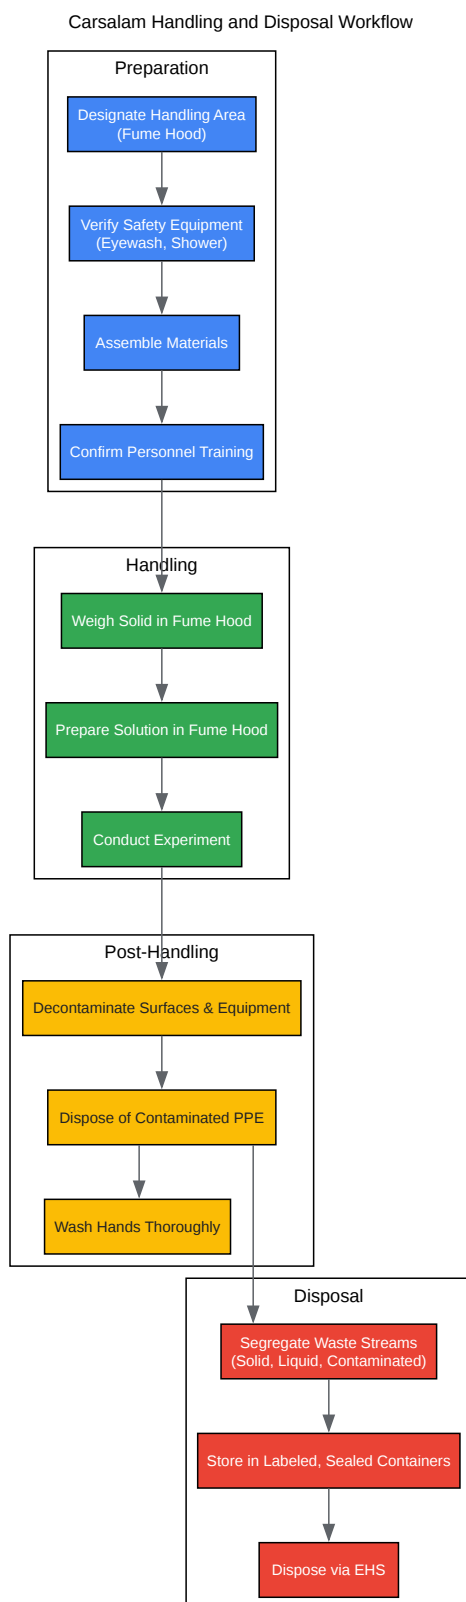 Carsalam Handling and Disposal Workflow
Preparation
Designate Handling Area
(Fume Hood)
Verify Safety Equipment
(Eyewash, Shower)
Assemble Materials
Confirm Personnel Training
Handling
Weigh Solid in Fume Hood
Prepare Solution in Fume Hood
Conduct Experiment
Post-Handling
Decontaminate Surfaces & Equipment
Dispose of Contaminated PPE
Wash Hands Thoroughly
Disposal
Segregate Waste Streams
(Solid, Liquid, Contaminated)
Store in Labeled, Sealed Containers
Dispose via EHS